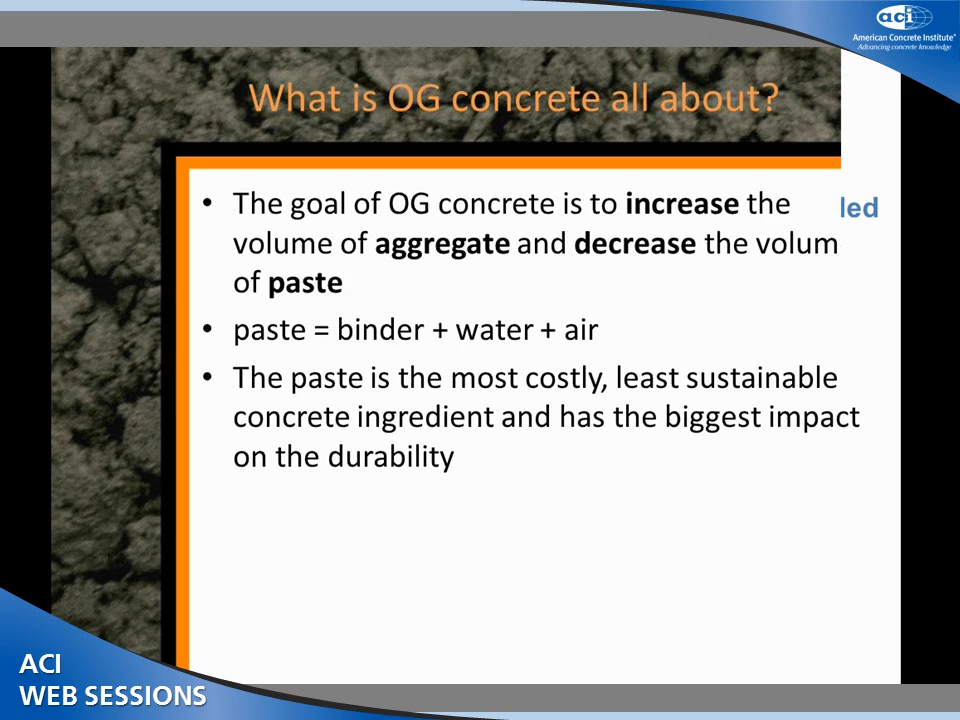 aci
American Concrete Institute®
Advancing concrete knowledge
What is OG concrete all about?
• The goal of OG concrete is to increase the
led
volume of aggregate and decrease the volum
of paste
• paste = binder + water + air
• The paste is the most costly, least sustainable
concrete ingredient and has the biggest impact
on the durability
ACI
WEB SESSIONS